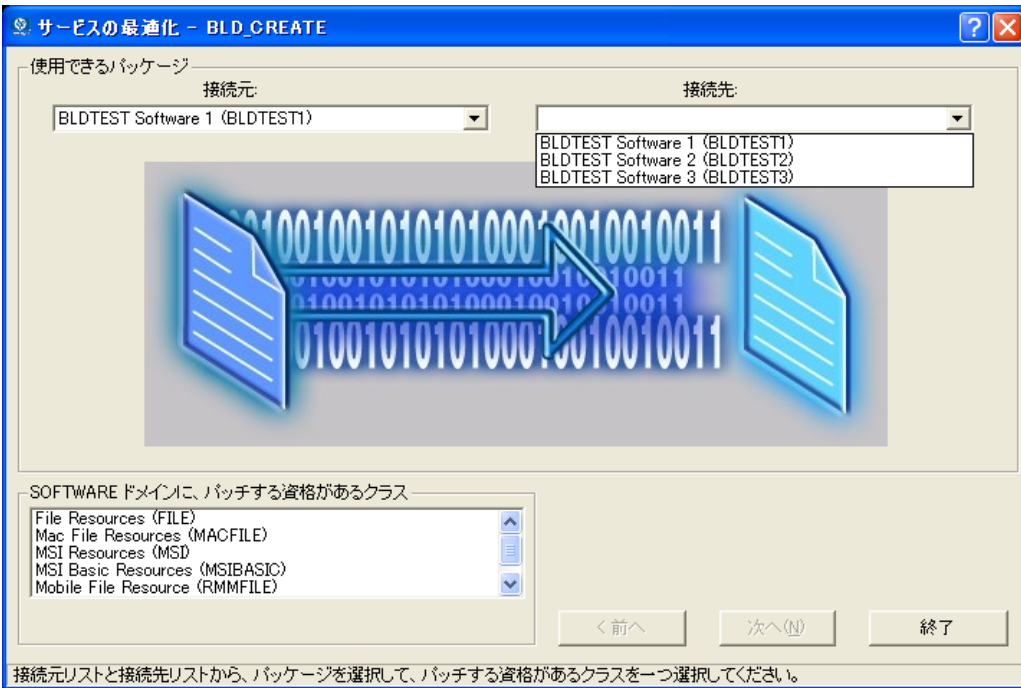 サービスの最適化 - BLD_CREATE
使用できるパッケージ
接続元:
接続先:
BLDTEST Software 1 (BLDTEST1)
BLDTEST Software 1 (BLDTEST1)
BLDTEST Software 2 (BLDTEST2)
BLDTEST Software 3 (BLDTEST3)
SOFTWARE ドメインに、パッチする資格があるクラス
File Resources (FILE)
Mac File Resources (MACFILE)
MSI Resources (MSI)
MSI Basic Resources (MSIBASIC)
Mobile File Resource (RMMFILE)
< 前へ
次へ(N)
終了
接続元リストと接続先リストから、パッケージを選択して、パッチする資格があるクラスを一つ選択してください。